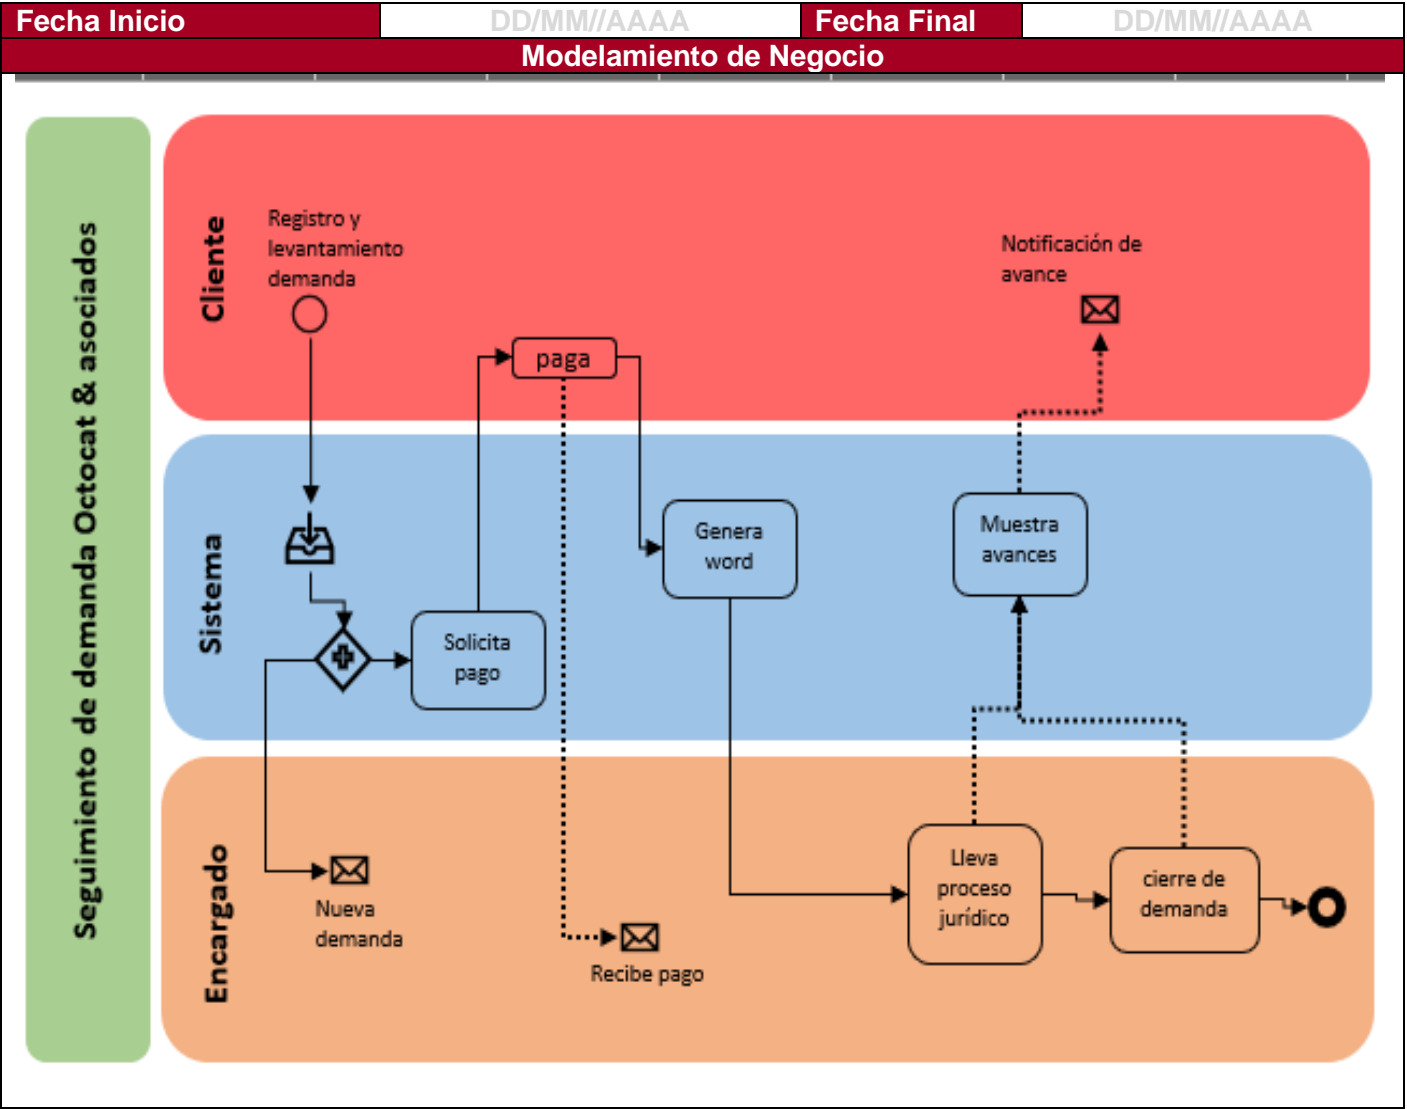 Fecha Inicio DD/MM//AAAA Fecha Final DD/MM//AAAA
Modelamiento de Negocio
Seguimiento de demanda Octocat & asociados
Cliente
Registro y
levantamiento
demanda
paga
Notificación de
avance
Sistema
Solicita
pago
Genera
word
Muestra
avances
Encargado
Nueva
demanda
Recibe pago
Lleva
proceso
jurídico
cierre de
demanda